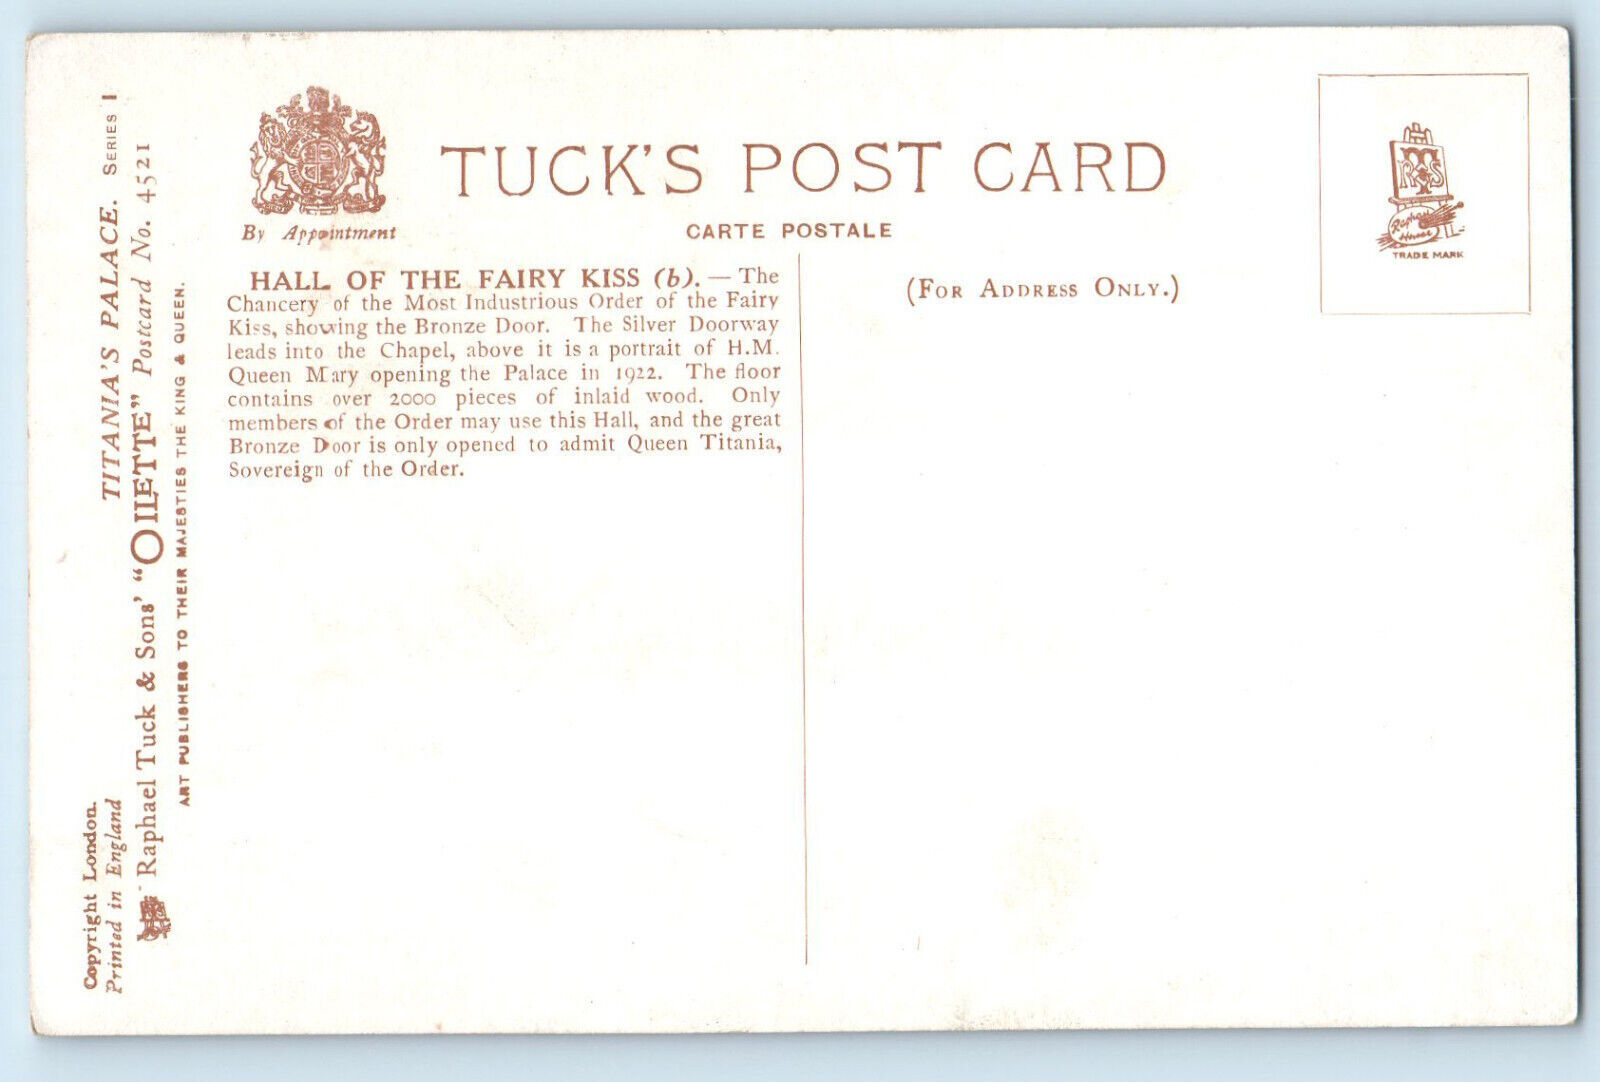 TUCK'S POST CARD
CARTE POSTALE
By Appointment
HALL OF THE FAIRY KISS (b). — The
Chancery of the Most Industrious Order of the Fairy
Kiss, showing the Bronze Door. The Silver Doorway
leads into the Chapel, above it is a portrait of H.M.
Queen Mary opening the Palace in 1922. The floor
contains over 2000 pieces of inlaid wood. Only
members of the Order may use this Hall, and the great
Bronze Door is only opened to admit Queen Titania,
Sovereign of the Order.
(FOR ADDRESS ONLY.)
Raphael House
TRADE MARK
TITANIA'S PALACE. SERIES I
Raphael Tuck & Sons' "OILETTE" Postcard No. 4521
ART PUBLISHERS TO THEIR MAJESTIES THE KING & QUEEN.
Copyright London.
Printed in England